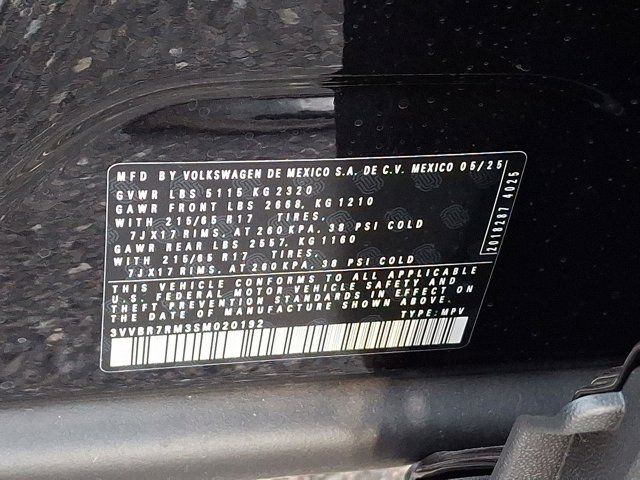 MFD BY VOLKSWAGEN DE MEXICO S.A. DE C.V. MEXICO 05/25
GVWR LBS 5115 KG 2320
GAWR FRONT LBS 2668, KG 1210
WITH 215/65 R17 TIRES,
7JX17 RIMS, AT 260 KPA, 38 PSI COLD
GAWR REAR LBS 2557, KG 1160
WITH 215/65 R17 TIRES,
7JX17 RIMS, AT 260 KPA, 38 PSI COLD
THIS VEHICLE CONFORMS TO ALL APPLICABLE
U.S. FEDERAL MOTOR VEHICLE SAFETY AND
THEFT PREVENTION STANDARDS IN EFFECT ON
THE DATE OF MANUFACTURE SHOWN ABOVE.
TYPE: MPV
3VVBR7RM3SM020192
2018287 4025